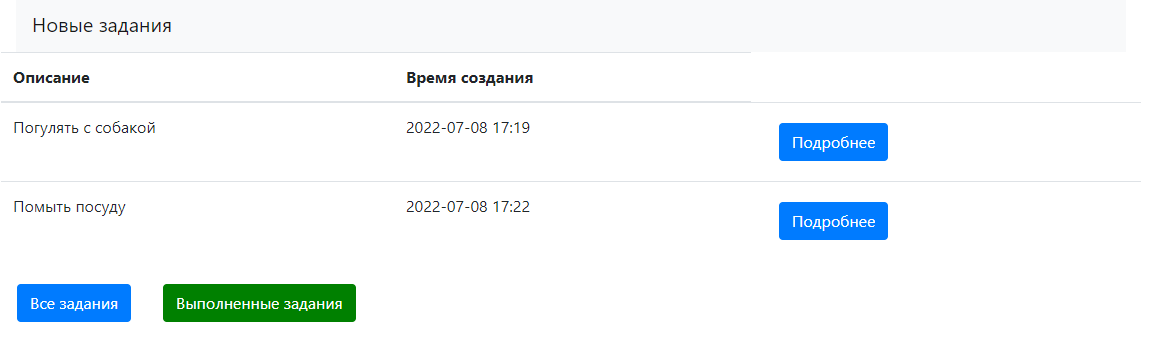 Новые задания
Описание Время создания
Погулять с собакой 2022-07-08 17:19 Подробнее
Помыть посуду 2022-07-08 17:22 Подробнее
Все задания Выполненные задания